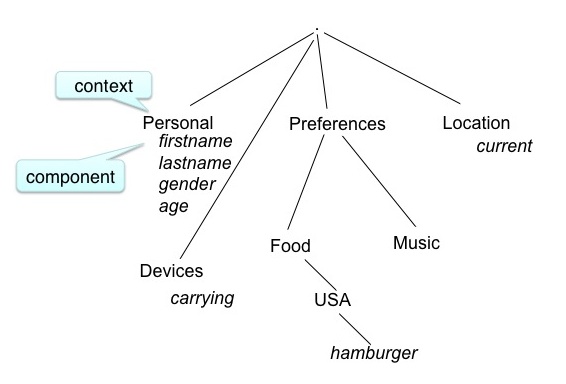 .
context
Personal
firstname
lastname
gender
age
component
Preferences
Location
current
Food
Music
Devices
carrying
USA
hamburger